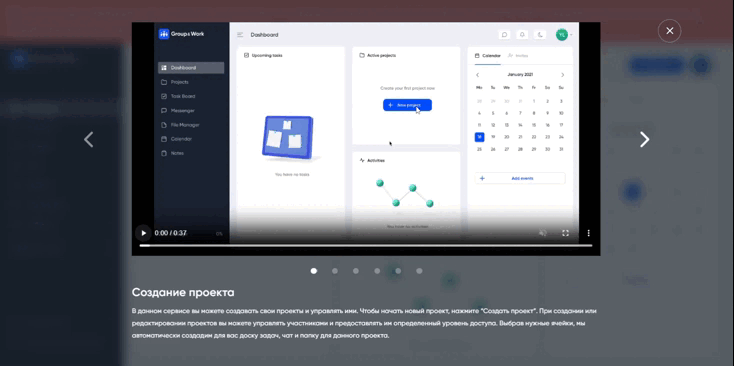 Groups Work
Dashboard
Dashboard
Projects
Task Board
Messenger
File Manager
Calendar
Notes
Upcoming tasks
You have no tasks
Active projects
Create your first project now
+ New project
Activities
Calendar
Notes
January 2021
Mo Tu We Th Fr Sa Su
28 29 30 31 1 2 3
4 5 6 7 8 9 10
11 12 13 14 15 16 17
18 19 20 21 22 23 24
25 26 27 28 29 30 31
+ Add events
0:00 / 0:37
Создание проекта
В данном сервисе вы можете создавать свои проекты и управлять ими. Чтобы начать новый проект, нажмите "Создать проект". При создании или
редактировании проектов вы можете управлять участниками и предоставлять им определенный уровень доступа. Выбрав нужные ячейки, мы
автоматически создадим для вас доску задач, чат и папку для данного проекта.